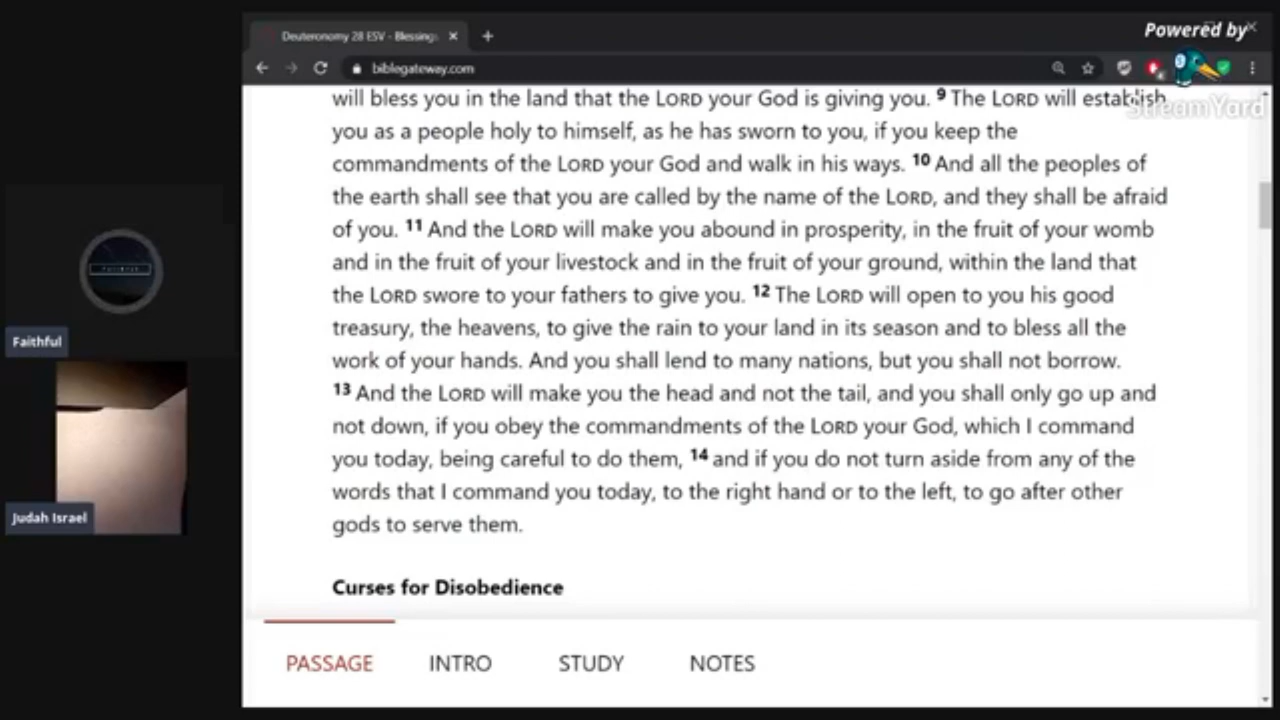 Powered by
StreamYard
Deuteronomy 28 ESV - Blessings
biblegateway.com
will bless you in the land that the LORD your God is giving you. 9 The LORD will establish
you as a people holy to himself, as he has sworn to you, if you keep the
commandments of the LORD your God and walk in his ways. 10 And all the peoples of
the earth shall see that you are called by the name of the LORD, and they shall be afraid
of you. 11 And the LORD will make you abound in prosperity, in the fruit of your womb
and in the fruit of your livestock and in the fruit of your ground, within the land that
the LORD swore to your fathers to give you. 12 The LORD will open to you his good
treasury, the heavens, to give the rain to your land in its season and to bless all the
work of your hands. And you shall lend to many nations, but you shall not borrow.
13 And the LORD will make you the head and not the tail, and you shall only go up and
not down, if you obey the commandments of the LORD your God, which I command
you today, being careful to do them, 14 and if you do not turn aside from any of the
words that I command you today, to the right hand or to the left, to go after other
gods to serve them.
Curses for Disobedience
PASSAGE INTRO STUDY NOTES
Faithful
Judah Israel